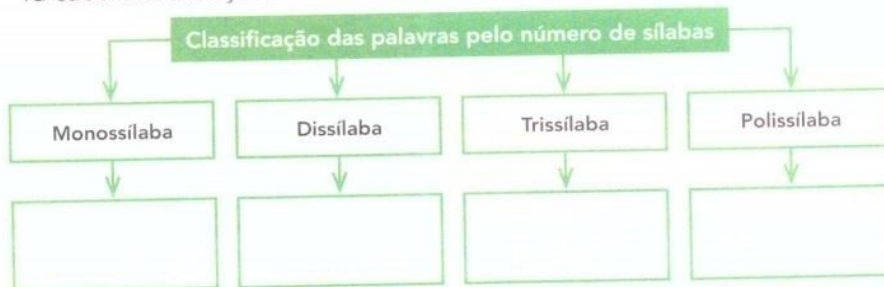 Classificação das palavras pelo número de sílabas
Monossílaba
Dissílaba
Trissílaba
Polissílaba